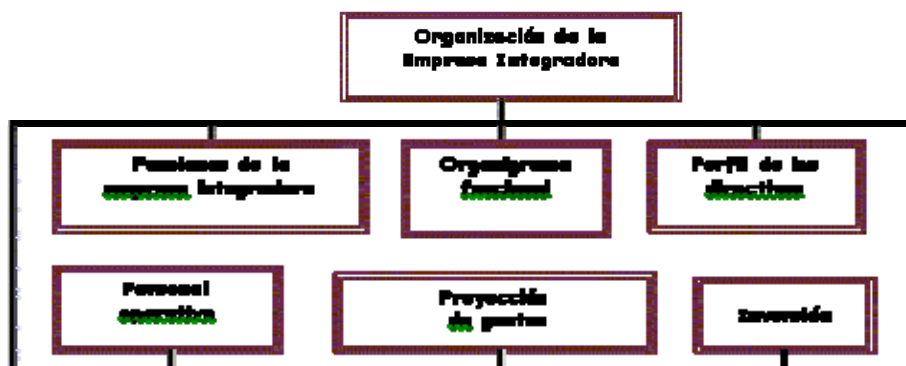 Organización de la
Empresa Integradora
Funciones de la
empresa Integradora
Organigrama
funcional
Perfil de los
directivos
Personal
operativo
Proyección
de gastos
Inversión